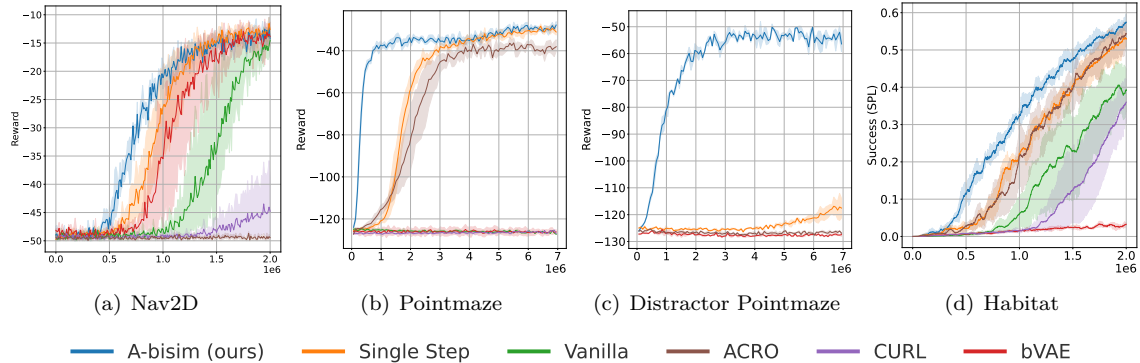 −10
−15
−20
−25
−30
−35
−40
−45
−50
Reward
0.0 0.5 1.0 1.5 2.0
1e6
−40
−60
−80
−100
−120
Reward
0 1 2 3 4 5 6 7
1e6
−50
−60
−70
−80
−90
−100
−110
−120
−130
Reward
0 1 2 3 4 5 6 7
1e6
0.6
0.5
0.4
0.3
0.2
0.1
0.0
Success (SPL)
0.0 0.5 1.0 1.5 2.0
1e6
(a) Nav2D (b) Pointmaze (c) Distractor Pointmaze (d) Habitat
A-bisim (ours) Single Step Vanilla ACRO CURL bVAE